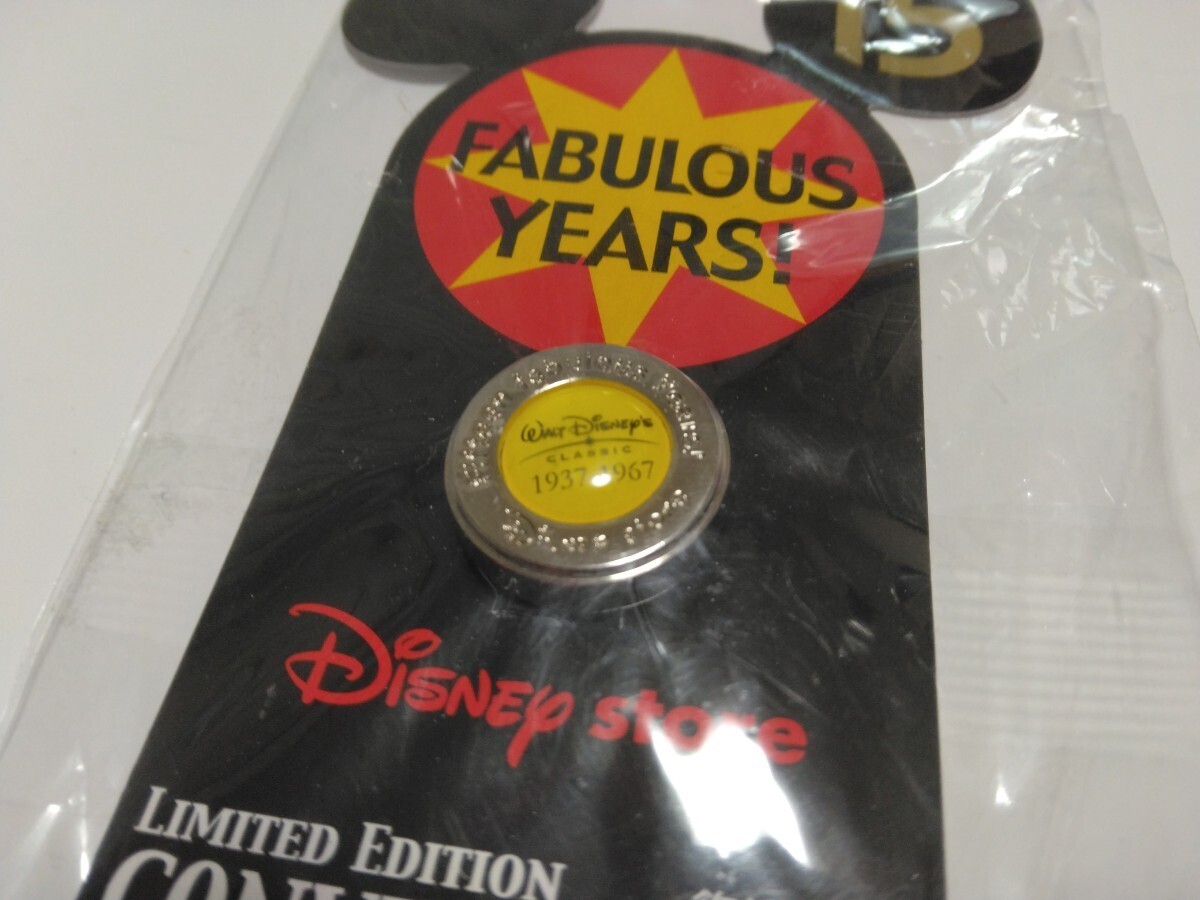 15
FABULOUS
YEARS!
WALT DISNEY'S
CLASSIC
1937-1967
DISNEY store
LIMITED EDITION